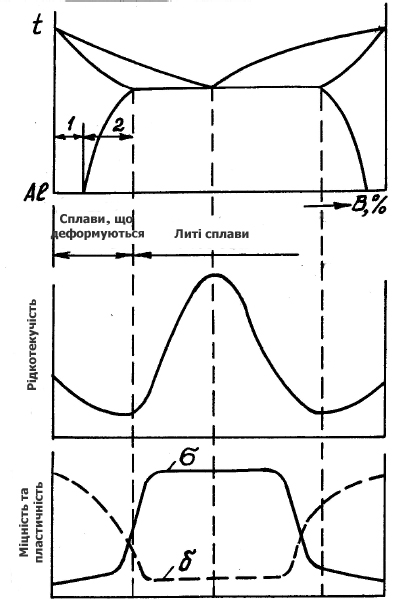 t
1 2
Al
B,%
Сплави, що
деформуються
Литі сплави
Рідкотекучість
Міцність та
пластичність
б
δ